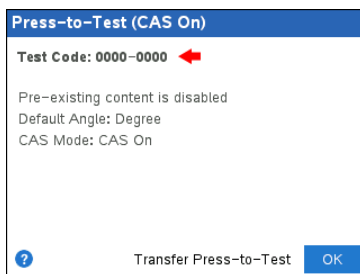 Press-to-Test (CAS On)
Test Code: 0000-0000
Pre-existing content is disabled
Default Angle: Degree
CAS Mode: CAS On
? Transfer Press-to-Test OK